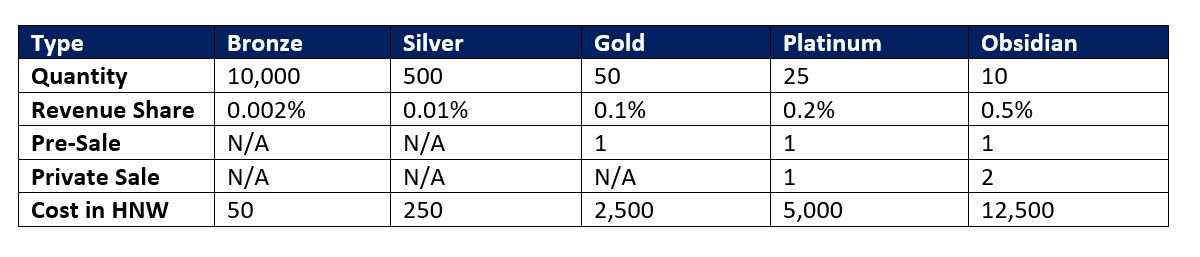 Type Bronze Silver Gold Platinum Obsidian
Quantity 10,000 500 50 25 10
Revenue Share 0.002% 0.01% 0.1% 0.2% 0.5%
Pre-Sale N/A N/A 1 1 1
Private Sale N/A N/A N/A 1 2
Cost in HNW 50 250 2,500 5,000 12,500